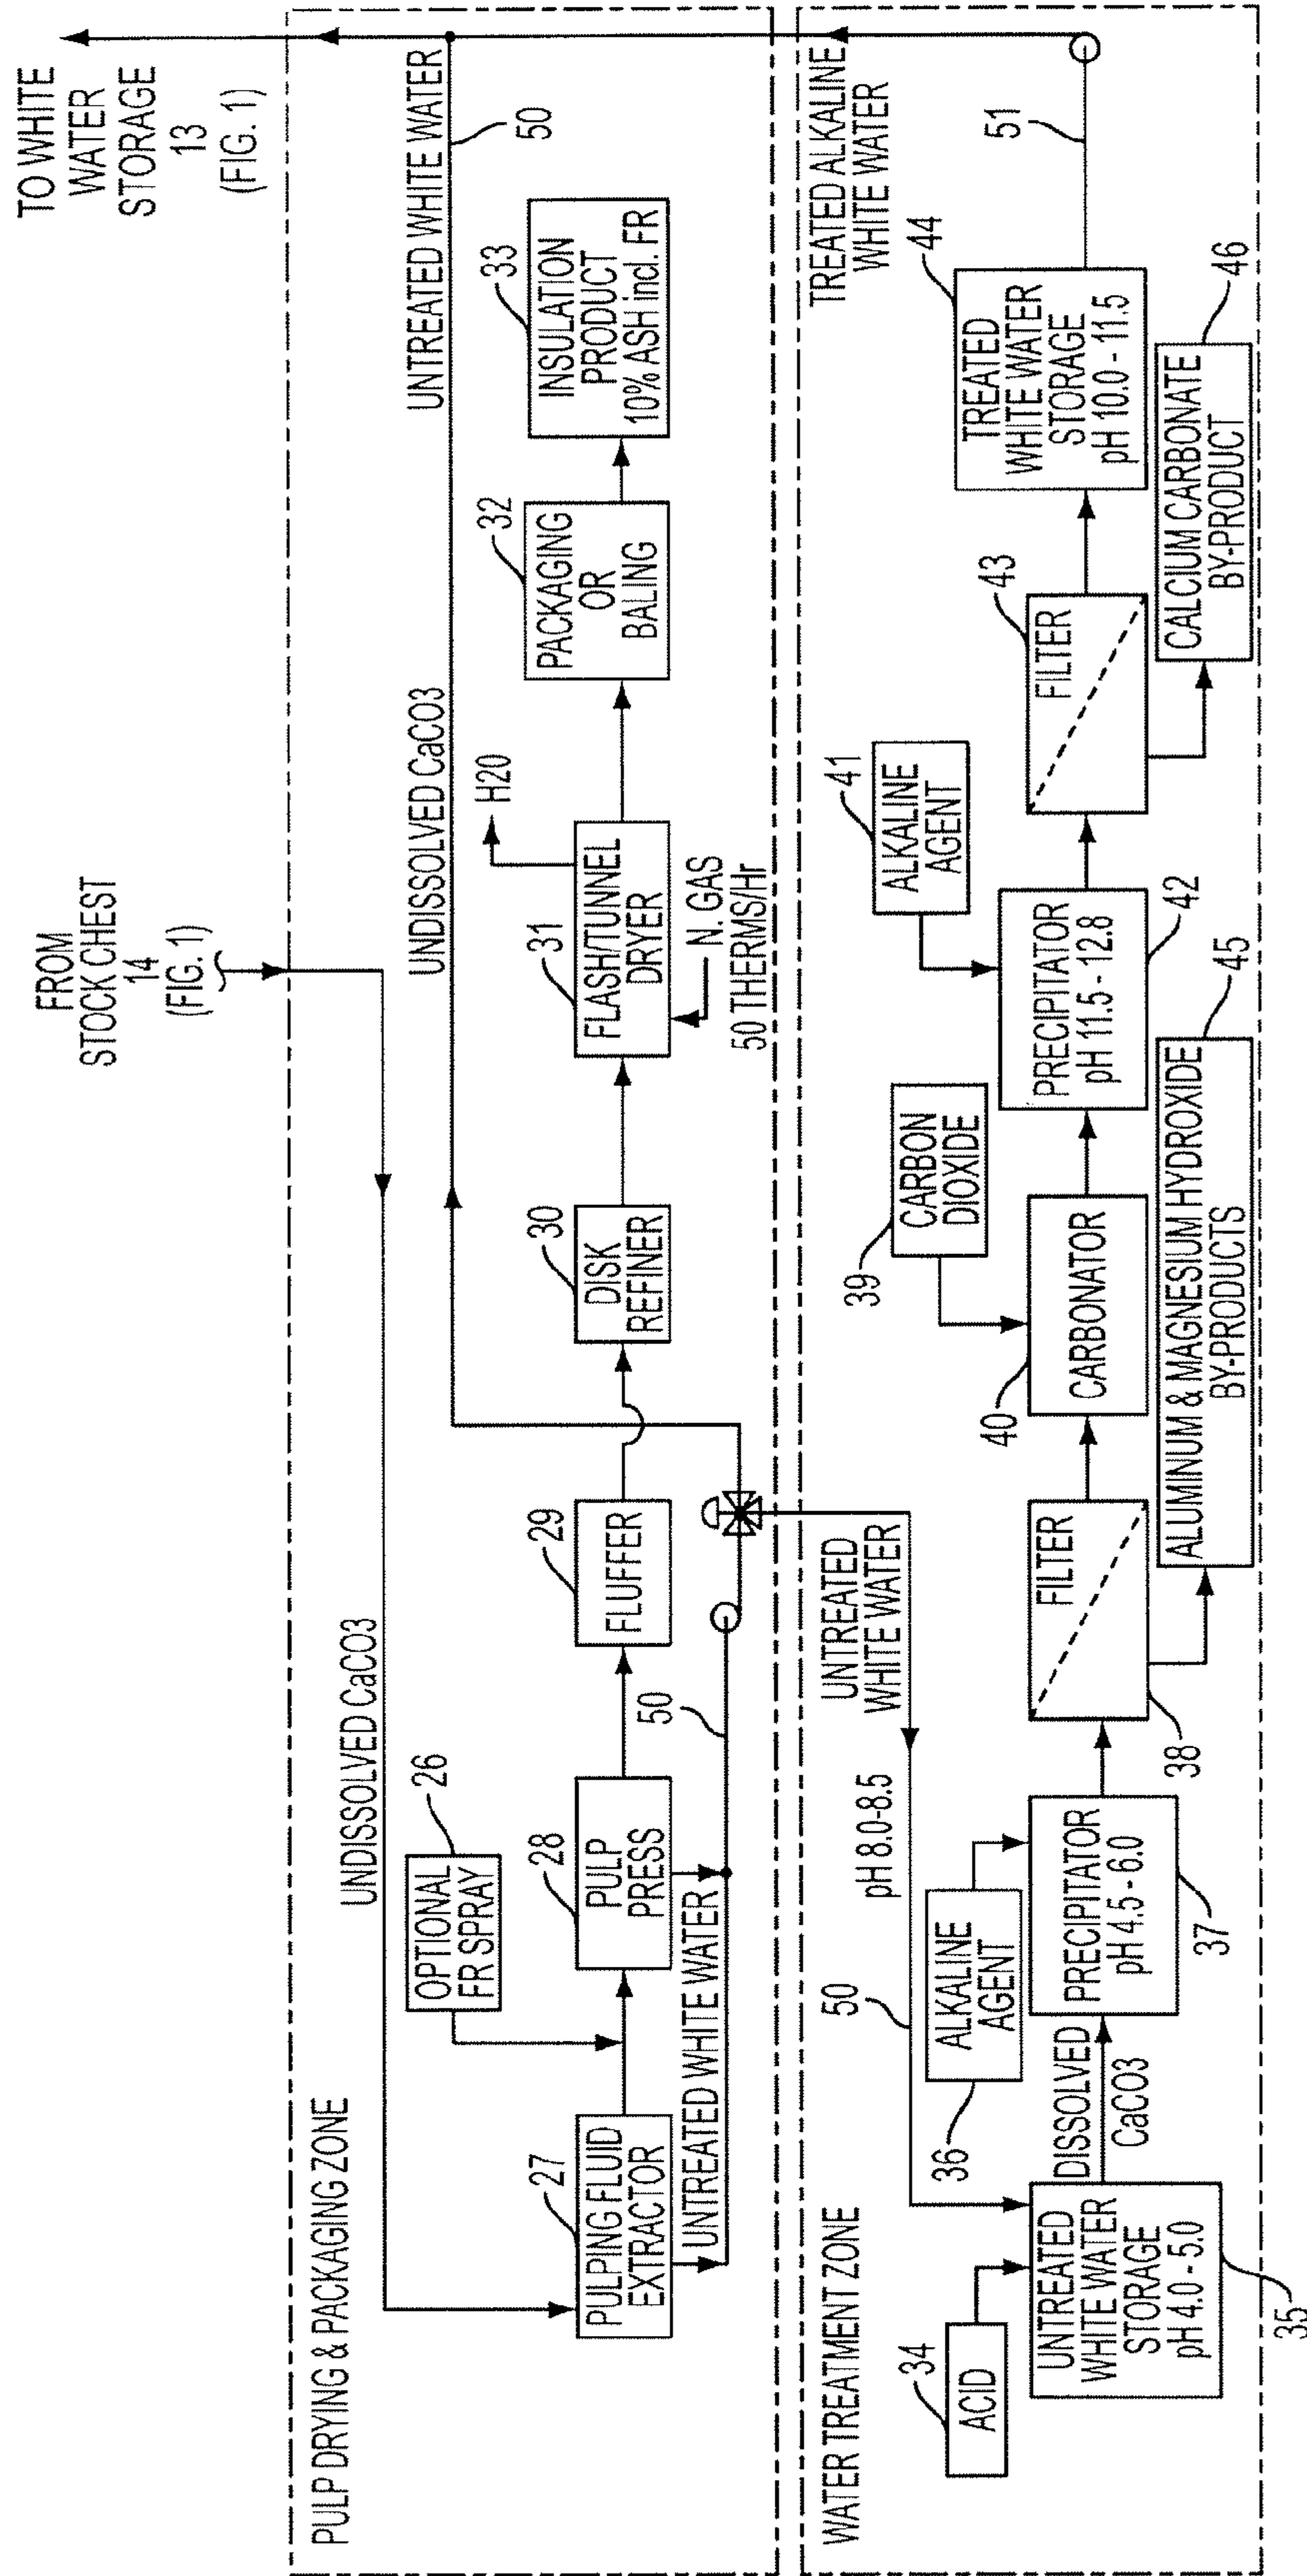 TO WHITE
WATER
STORAGE
13
(FIG. 1)
FROM
STOCK CHEST
14
(FIG. 1)
PULP DRYING & PACKAGING ZONE
UNDISSOLVED CaCO3
UNDISSOLVED CaCO3
UNTREATED WHITE WATER
50
26
OPTIONAL
FR SPRAY
27
PULPING FLUID
EXTRACTOR
28
PULP
PRESS
29
FLUFFER
30
DISK
REFINER
31
FLASH/TUNNEL
DRYER
H20
N. GAS
50 THERMS/Hr
32
PACKAGING
OR
BALING
33
INSULATION
PRODUCT
10% ASH incl. FR
UNTREATED WHITE WATER
50
WATER TREATMENT ZONE
UNTREATED
WHITE WATER
pH 8.0-8.5
50
TREATED ALKALINE
WHITE WATER
51
34
ACID
UNTREATED
WHITE WATER
STORAGE
pH 4.0 - 5.0
35
DISSOLVED
CaCO3
36
ALKALINE
AGENT
PRECIPITATOR
pH 4.5 - 6.0
37
FILTER
38
39
CARBON
DIOXIDE
40
CARBONATOR
41
ALKALINE
AGENT
PRECIPITATOR
pH 11.5 - 12.8
42
43
FILTER
44
TREATED
WHITE WATER
STORAGE
pH 10.0 - 11.5
45
ALUMINUM & MAGNESIUM HYDROXIDE
BY-PRODUCTS
46
CALCIUM CARBONATE
BY-PRODUCT